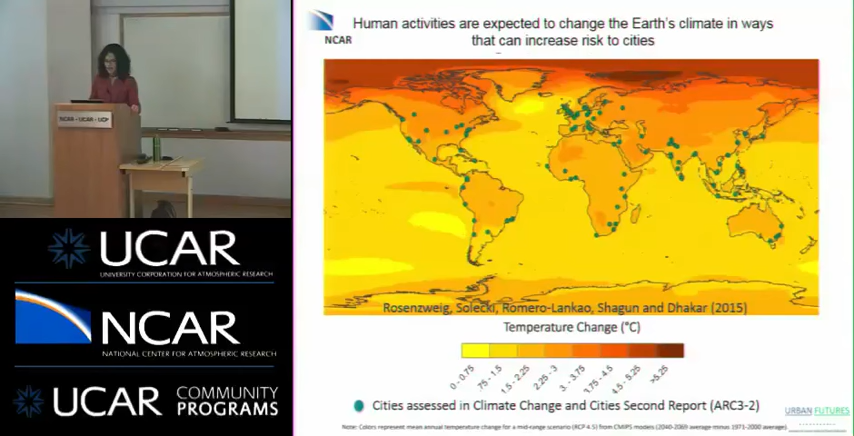 NCAR - UCAR - UCP
UCAR
UNIVERSITY CORPORATION FOR ATMOSPHERIC RESEARCH
NCAR
NATIONAL CENTER FOR ATMOSPHERIC RESEARCH
UCAR COMMUNITY
PROGRAMS
NCAR
Human activities are expected to change the Earth's climate in ways
that can increase risk to cities
Rosenzweig, Solecki, Romero-Lankao, Shagun and Dhakar (2015)
Temperature Change (°C)
0 - 0.75
.75 - 1.5
1.5 - 2.25
2.25 - 3
3. - 3.75
3.75 - 4.5
4.5 - 5.25
>5.25
Cities assessed in Climate Change and Cities Second Report (ARC3-2)
URBAN FUTURES
Note: Colors represent mean annual temperature change for a mid-range scenario (RCP 4.5) from CMIP5 models (2040-2069 average minus 1971-2000 average)